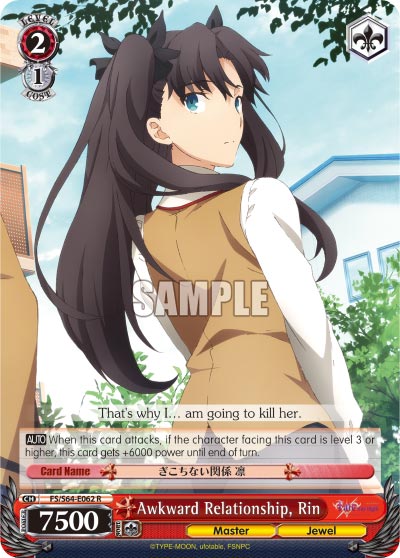 LEVEL
2
1
COST
SAMPLE
That's why I… am going to kill her.
AUTO When this card attacks, if the character facing this card is level 3 or
higher, this card gets +6000 power until end of turn.
Card Name
ぎこちない関係 凛
CH FS/S64-E062 R
POWER 7500 SOUL Awkward Relationship, Rin
Master Jewel
©TYPE-MOON, ufotable, FSNPC